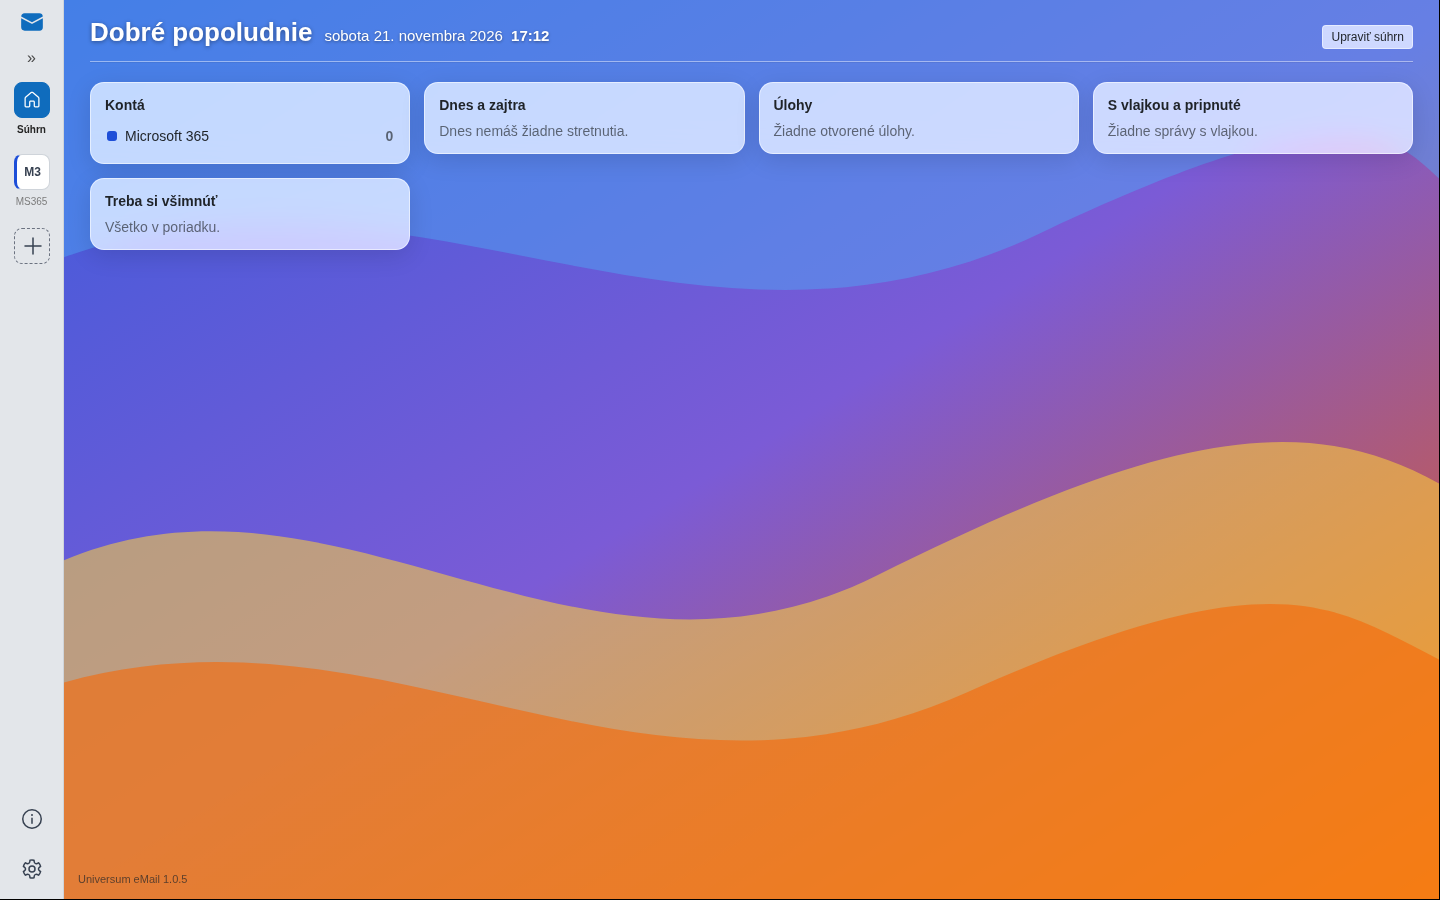 Dobré popoludnie sobota 21. novembra 2026 17:12
Upraviť súhrn
»
Súhrn
M3
MS365
Kontá
Microsoft 365 0
Dnes a zajtra
Dnes nemáš žiadne stretnutia.
Úlohy
Žiadne otvorené úlohy.
S vlajkou a pripnuté
Žiadne správy s vlajkou.
Treba si všimnúť
Všetko v poriadku.
Universum eMail 1.0.5